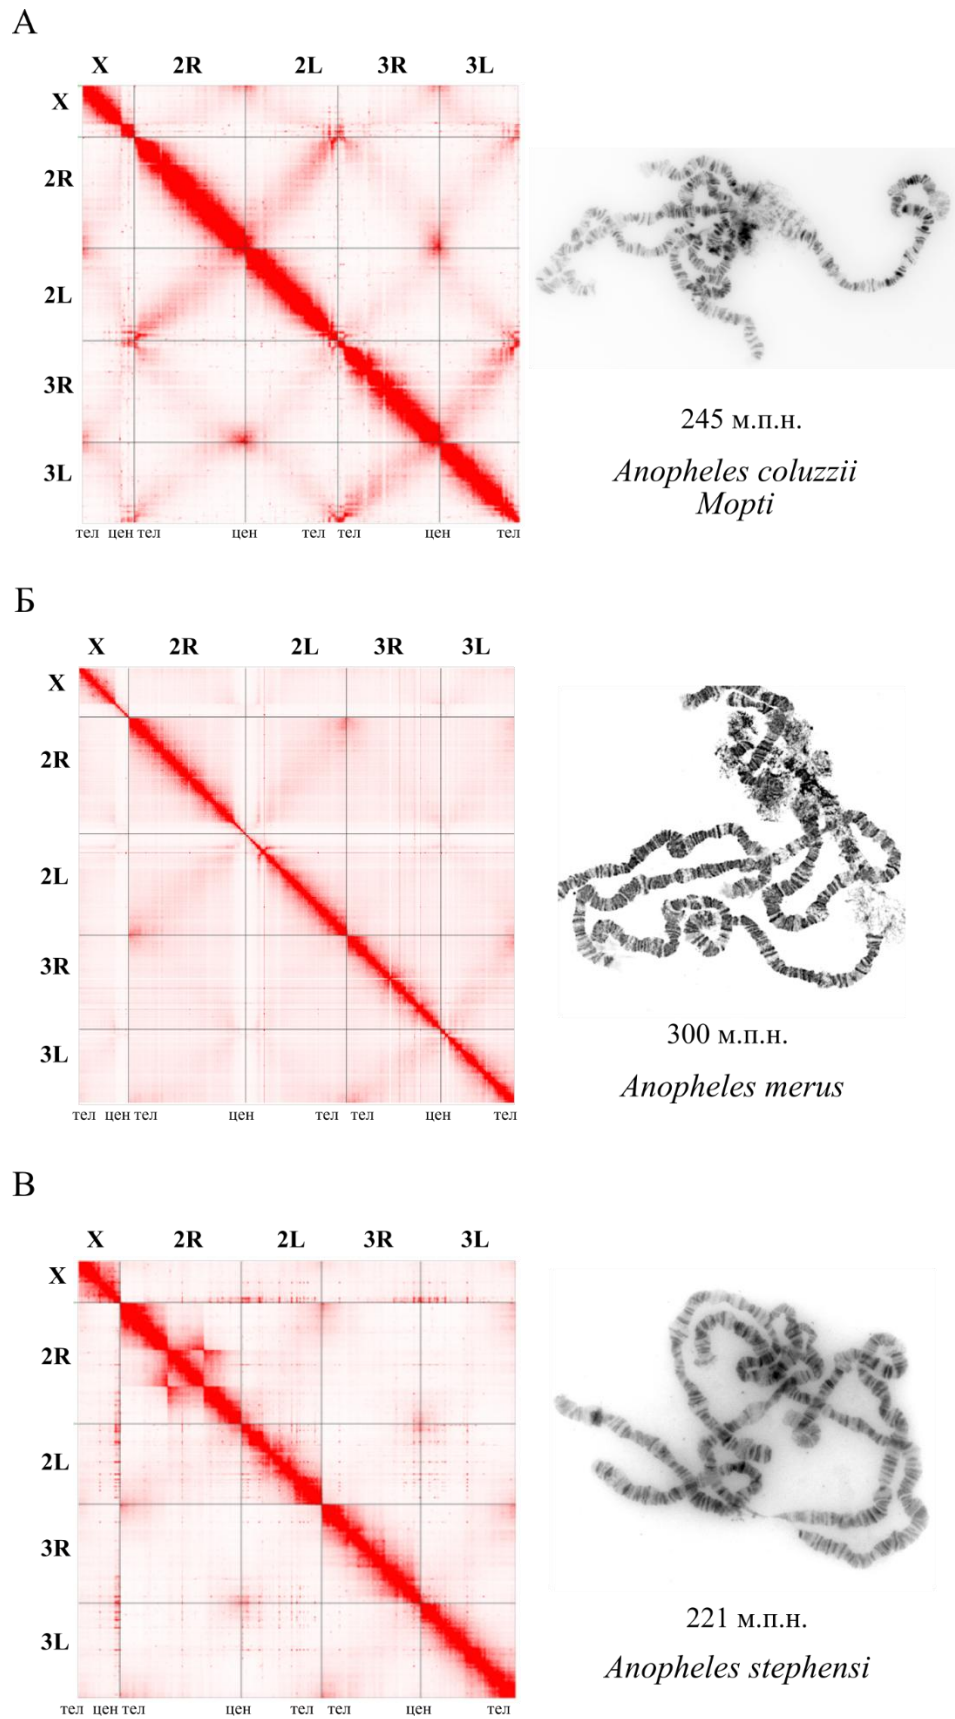 А
X 2R 2L 3R 3L
X
2R
2L
3R
3L
тел цен тел цен тел тел цен тел
245 м.п.н.
Anopheles coluzzii
Mopti
Б
X 2R 2L 3R 3L
X
2R
2L
3R
3L
тел цен тел цен тел тел цен тел
300 м.п.н.
Anopheles merus
В
X 2R 2L 3R 3L
X
2R
2L
3R
3L
тел цен тел цен тел тел цен тел
221 м.п.н.
Anopheles stephensi